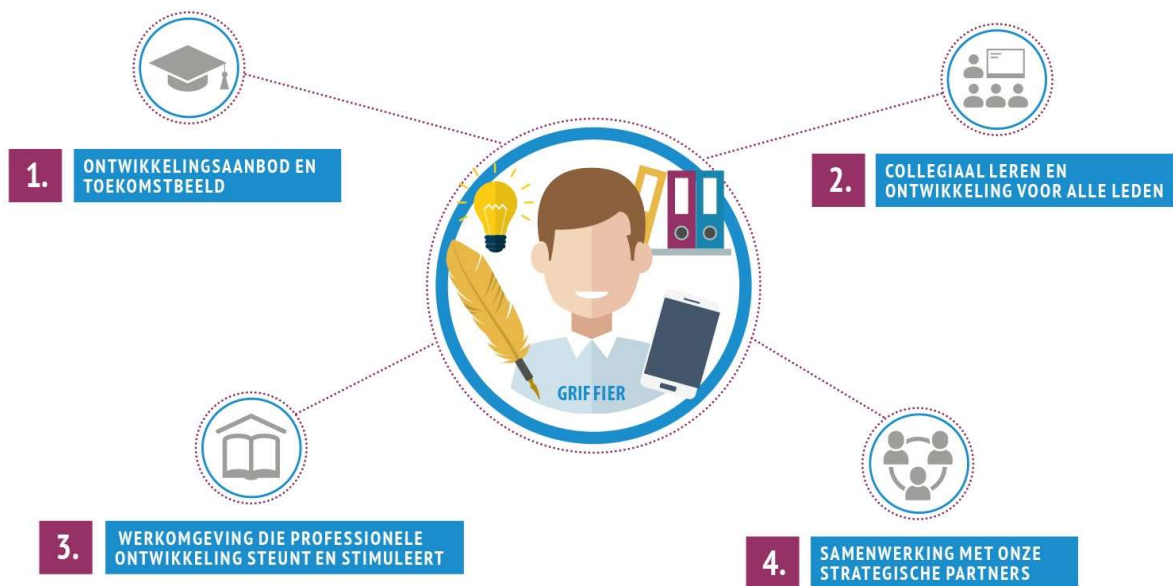 1.
ONTWIKKELINGSAANBOD EN
TOEKOMSTBEELD
2.
COLLEGIAAL LEREN EN
ONTWIKKELING VOOR ALLE LEDEN
GRIFFIER
3.
WERKOMGEVING DIE PROFESSIONELE
ONTWIKKELING STEUNT EN STIMULEERT
4.
SAMENWERKING MET ONZE
STRATEGISCHE PARTNERS